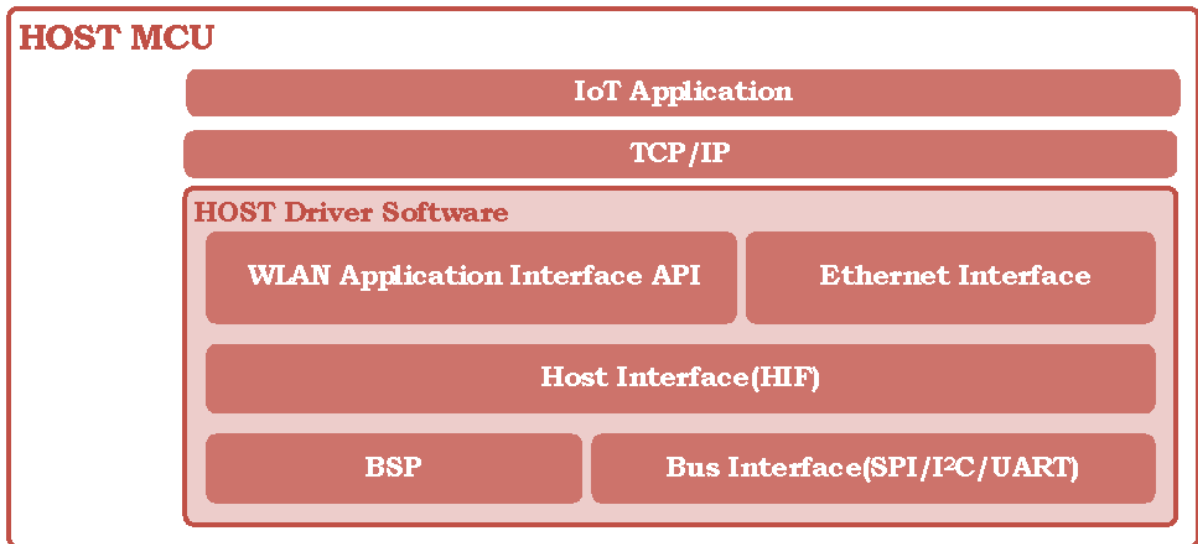 HOST MCU
IoT Application
TCP/IP
HOST Driver Software
WLAN Application Interface API
Ethernet Interface
Host Interface(HIF)
BSP
Bus Interface(SPI/I²C/UART)